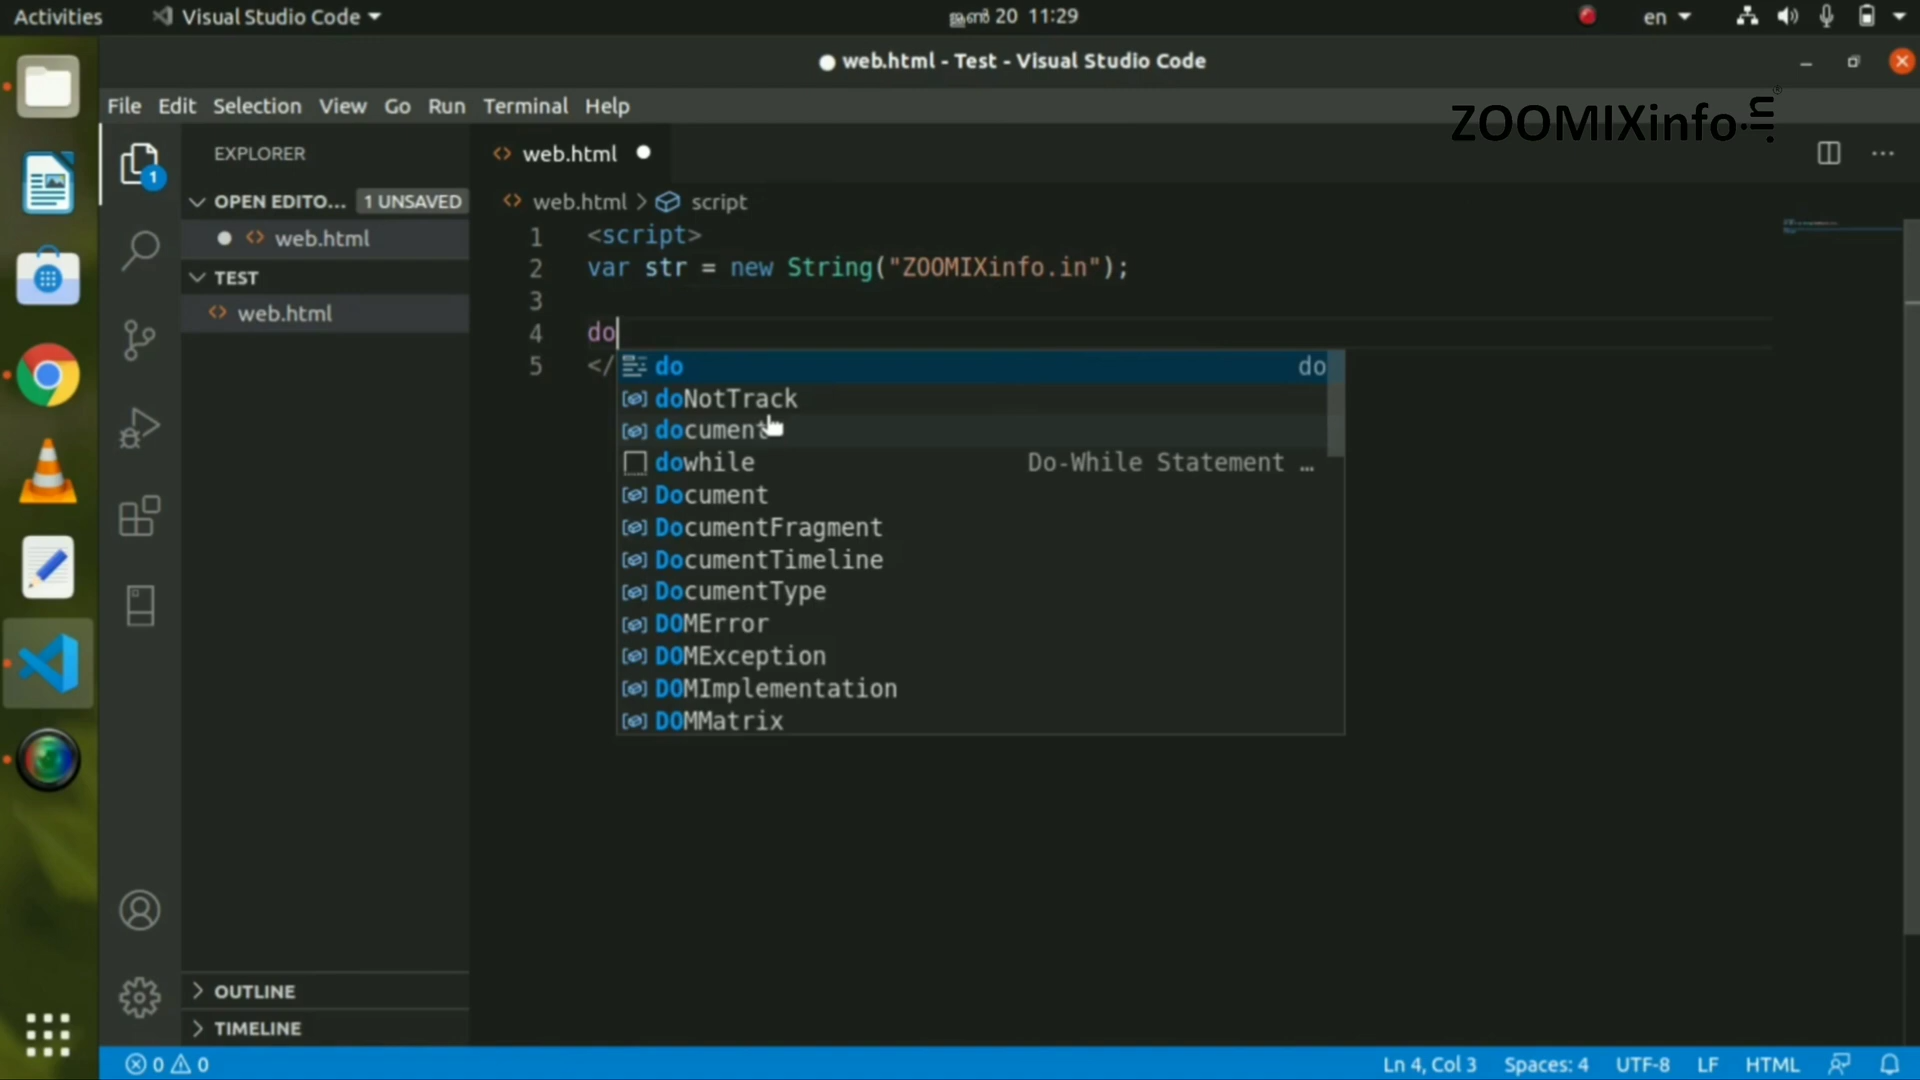 Activities
Visual Studio Code
ജൂൺ 20 11:29
en
web.html - Test - Visual Studio Code
File Edit Selection View Go Run Terminal Help
ZOOMIXinfo.in
EXPLORER
web.html
OPEN EDITO... 1 UNSAVED
web.html > script
web.html
TEST
web.html
1 <script>
2 var str = new String("ZOOMIXinfo.in");
3
4 do
5 </
do do
doNotTrack
document
dowhile Do-While Statement …
Document
DocumentFragment
DocumentTimeline
DocumentType
DOMError
DOMException
DOMImplementation
DOMMatrix
1
OUTLINE
TIMELINE
0 0
Ln 4, Col 3 Spaces: 4 UTF-8 LF HTML